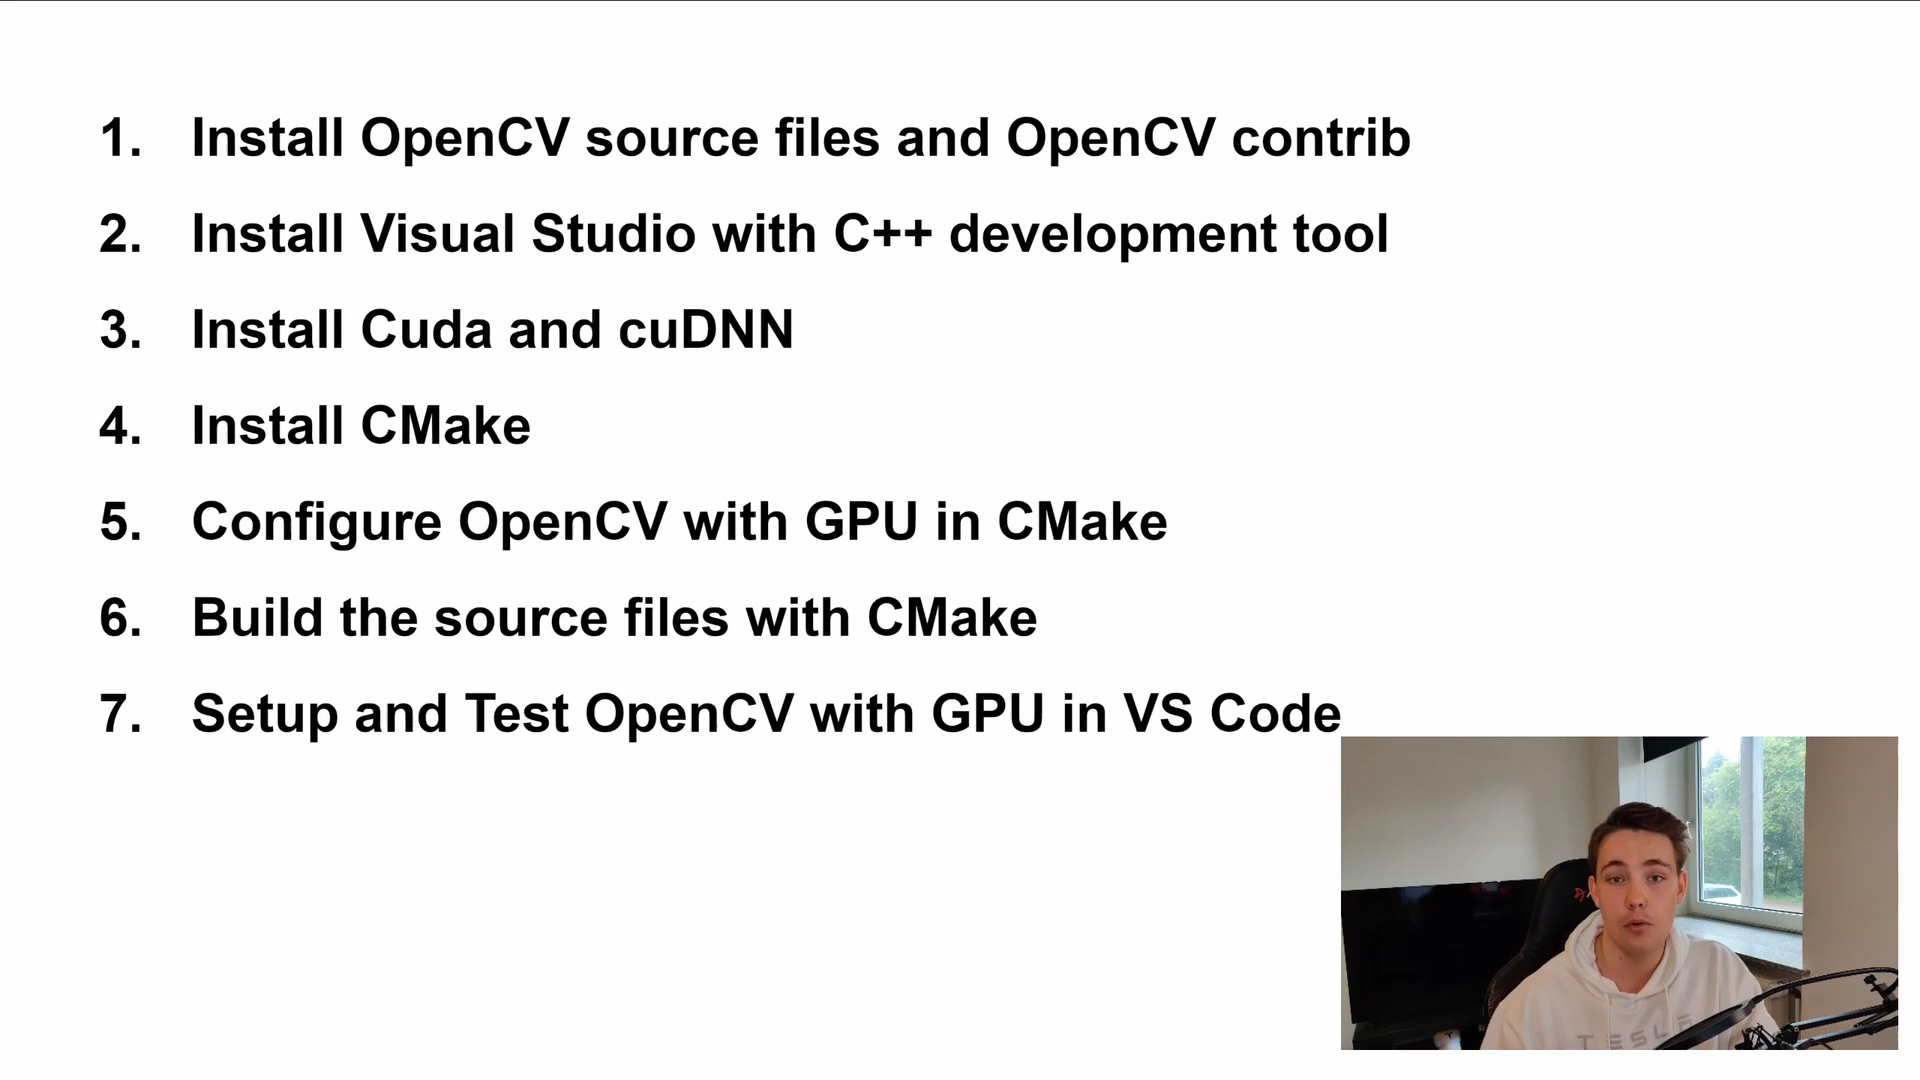 1. Install OpenCV source files and OpenCV contrib
2. Install Visual Studio with C++ development tool
3. Install Cuda and cuDNN
4. Install CMake
5. Configure OpenCV with GPU in CMake
6. Build the source files with CMake
7. Setup and Test OpenCV with GPU in VS Code
TESLA